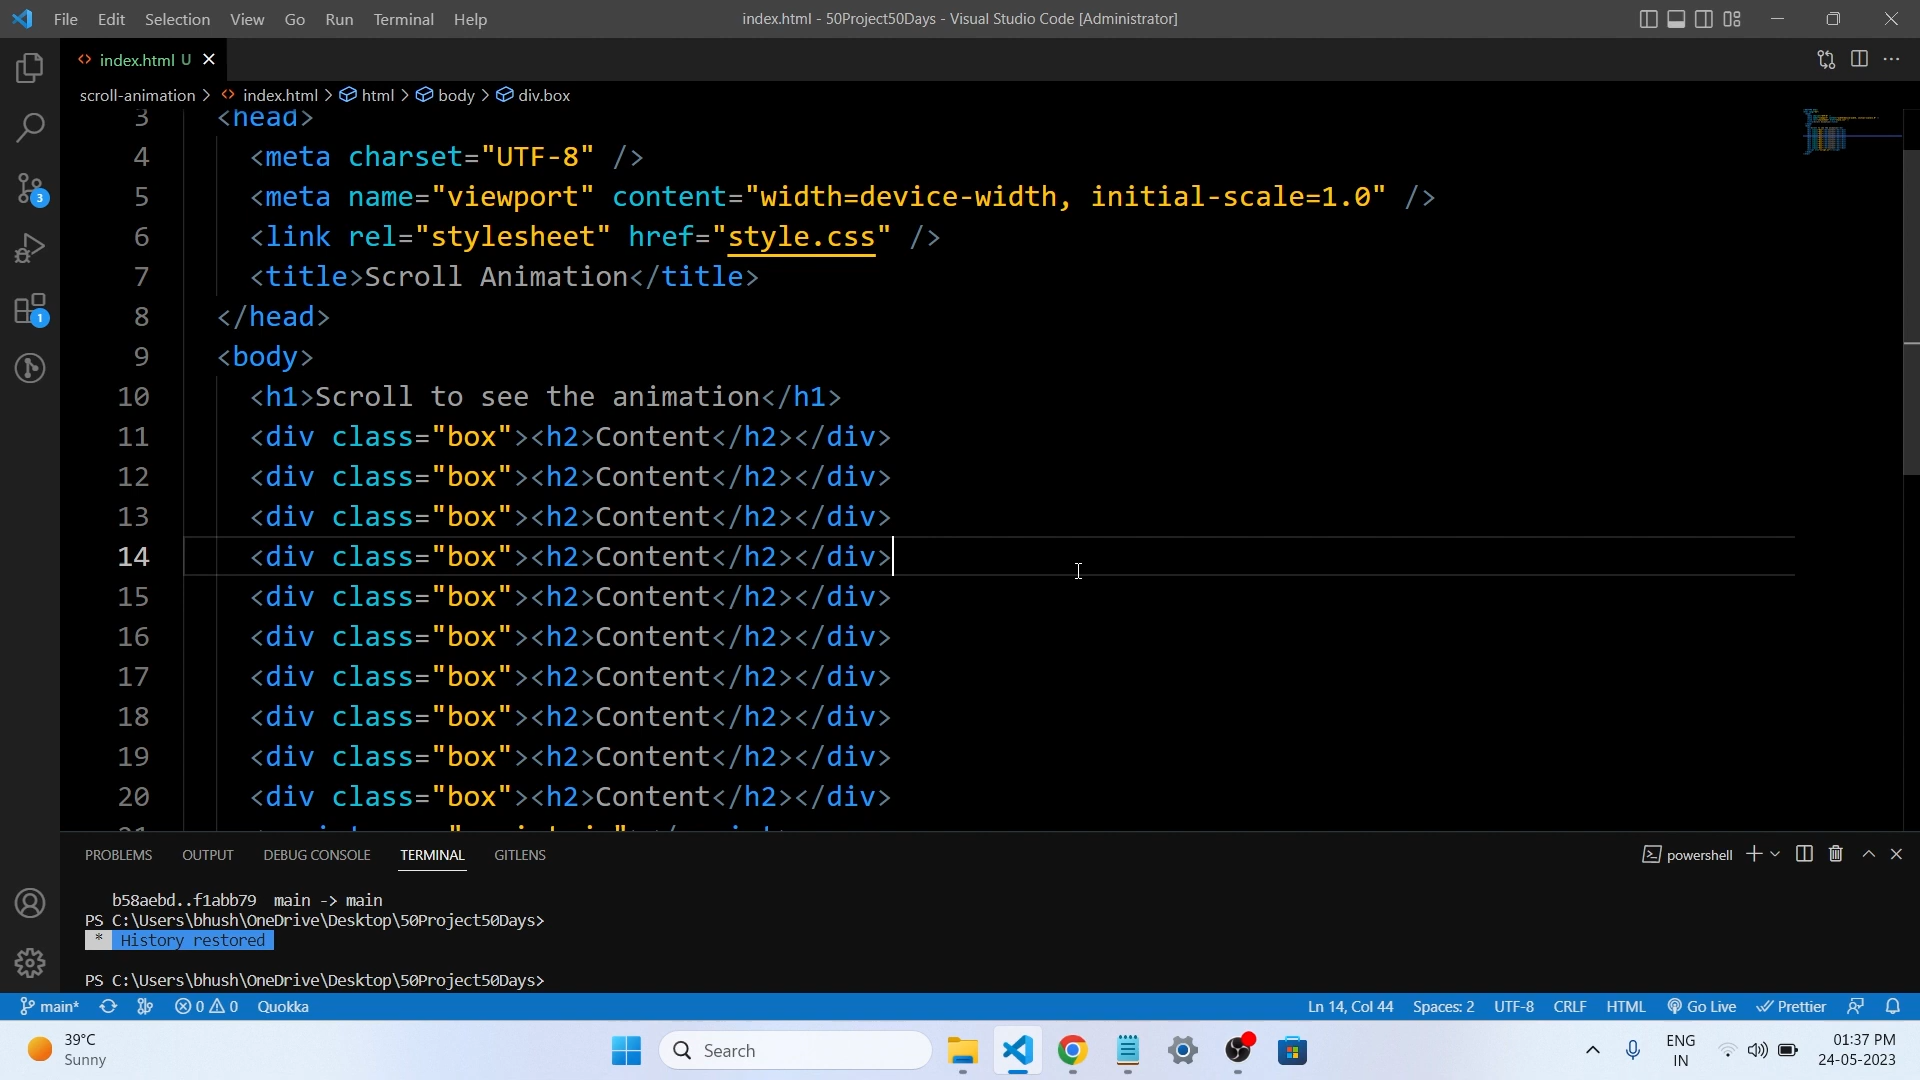 File Edit Selection View Go Run Terminal Help
index.html - 50Project50Days - Visual Studio Code [Administrator]
index.html U
scroll-animation > index.html > html > body > div.box
3 <head>
4 <meta charset="UTF-8" />
5 <meta name="viewport" content="width=device-width, initial-scale=1.0" />
6 <link rel="stylesheet" href="style.css" />
7 <title>Scroll Animation</title>
8 </head>
9 <body>
10 <h1>Scroll to see the animation</h1>
11 <div class="box"><h2>Content</h2></div>
12 <div class="box"><h2>Content</h2></div>
13 <div class="box"><h2>Content</h2></div>
14 <div class="box"><h2>Content</h2></div>
15 <div class="box"><h2>Content</h2></div>
16 <div class="box"><h2>Content</h2></div>
17 <div class="box"><h2>Content</h2></div>
18 <div class="box"><h2>Content</h2></div>
19 <div class="box"><h2>Content</h2></div>
20 <div class="box"><h2>Content</h2></div>
3
1
PROBLEMS OUTPUT DEBUG CONSOLE TERMINAL GITLENS
powershell
b58aebd..f1abb79 main -> main
PS C:\Users\bhush\OneDrive\Desktop\50Project50Days>
* History restored
PS C:\Users\bhush\OneDrive\Desktop\50Project50Days>
main* 0 0 Quokka
Ln 14, Col 44 Spaces: 2 UTF-8 CRLF HTML Go Live Prettier
39°C
Sunny
Search
ENG
IN
01:37 PM
24-05-2023